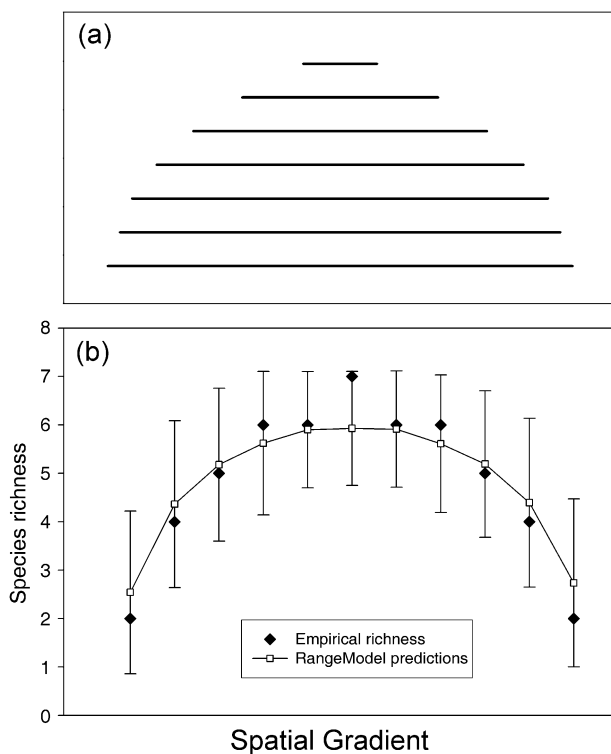 (a)
(b)
8
7
6
5
4
3
2
1
0
Species richness
Empirical richness
RangeModel predictions
Spatial Gradient